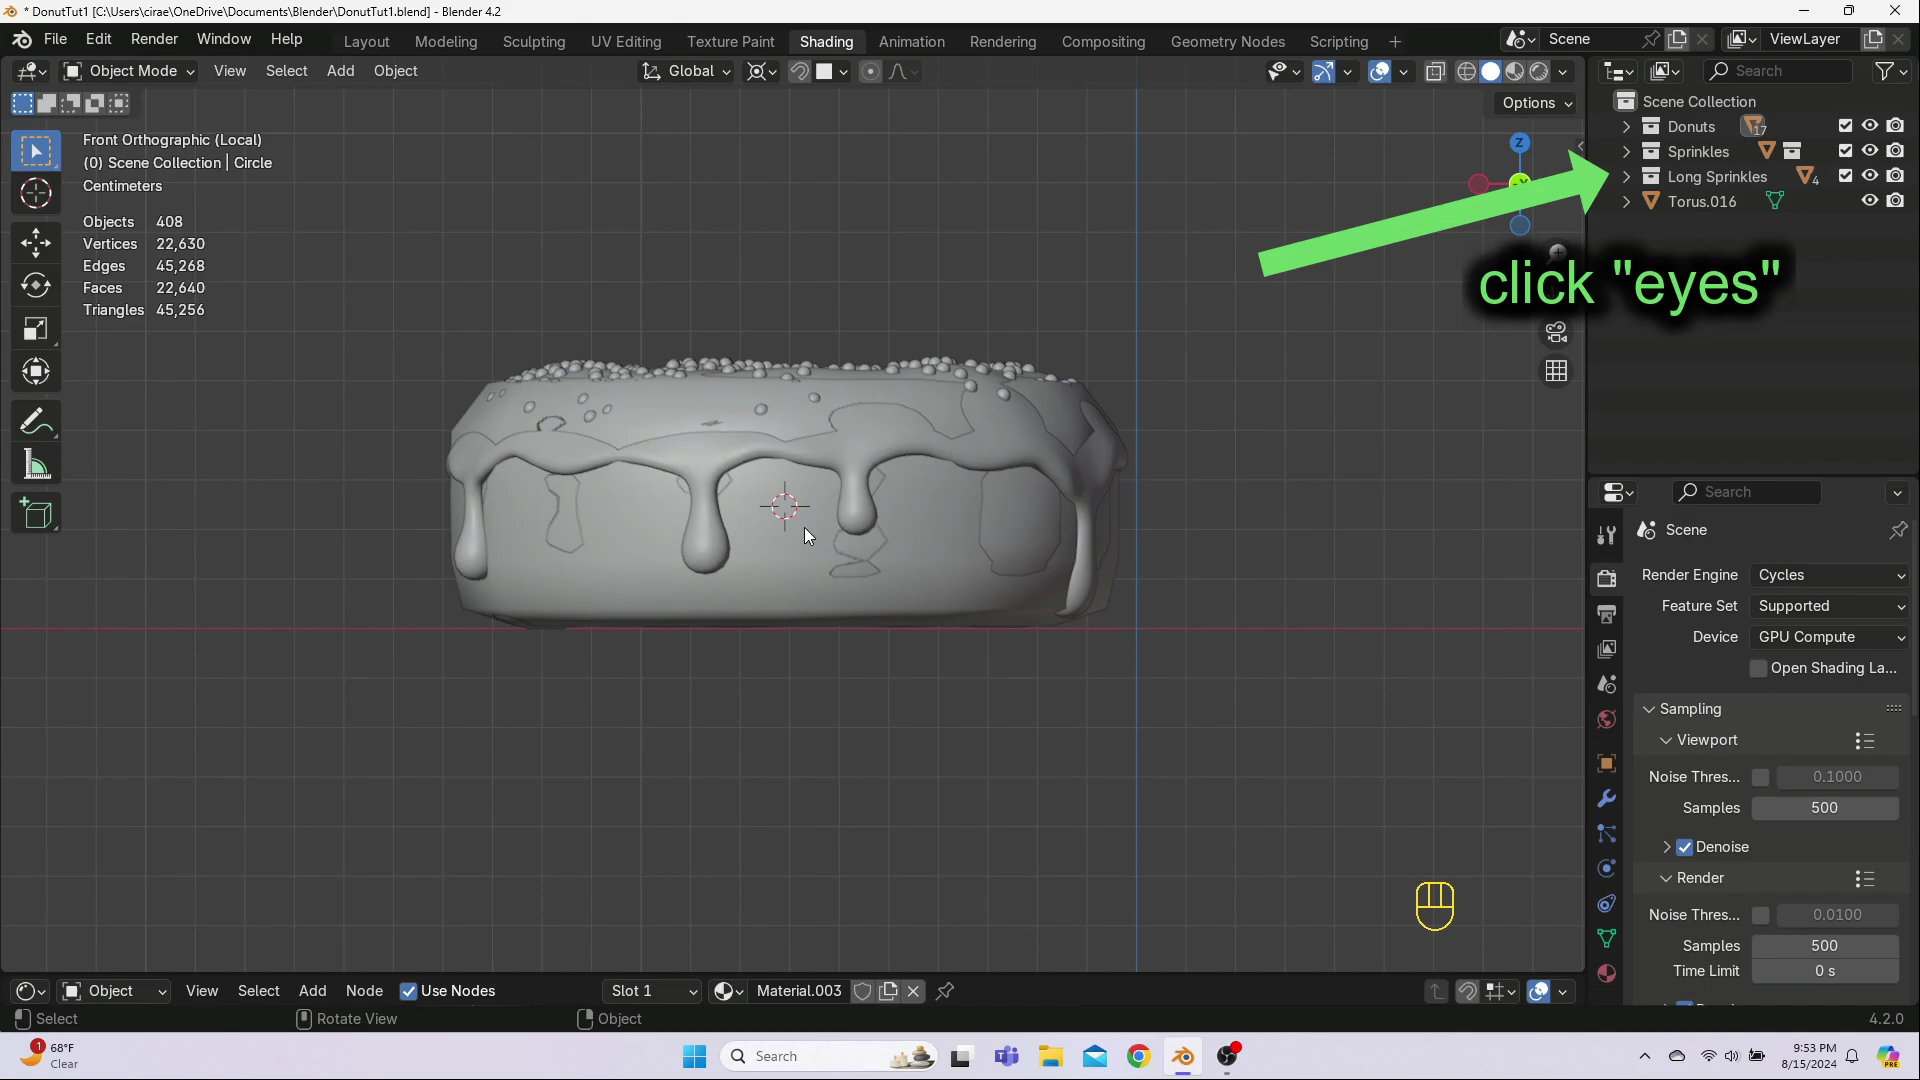 * DonutTut1 [C:\Users\cirae\OneDrive\Documents\Blender\DonutTut1.blend] - Blender 4.2
File Edit Render Window Help Layout Modeling Sculpting UV Editing Texture Paint Shading Animation Rendering Compositing Geometry Nodes Scripting + Scene ViewLayer
Object Mode View Select Add Object Global Search
Options
Scene Collection
Donuts 17
Sprinkles
Long Sprinkles 4
Torus.016
Front Orthographic (Local)
(0) Scene Collection | Circle
Centimeters
Objects 408
Vertices 22,630
Edges 45,268
Faces 22,640
Triangles 45,256
Z
click "eyes"
Search
Scene
Render Engine Cycles
Feature Set Supported
Device GPU Compute
Open Shading La...
Sampling
Viewport
Noise Thres... 0.1000
Samples 500
Denoise
Render
Noise Thres... 0.0100
Samples 500
Time Limit 0 s
Object View Select Add Node Object Use Nodes Slot 1 Material.003
Select Rotate View Object 4.2.0
1 68°F
Clear
Search
9:53 PM
8/15/2024
PRE